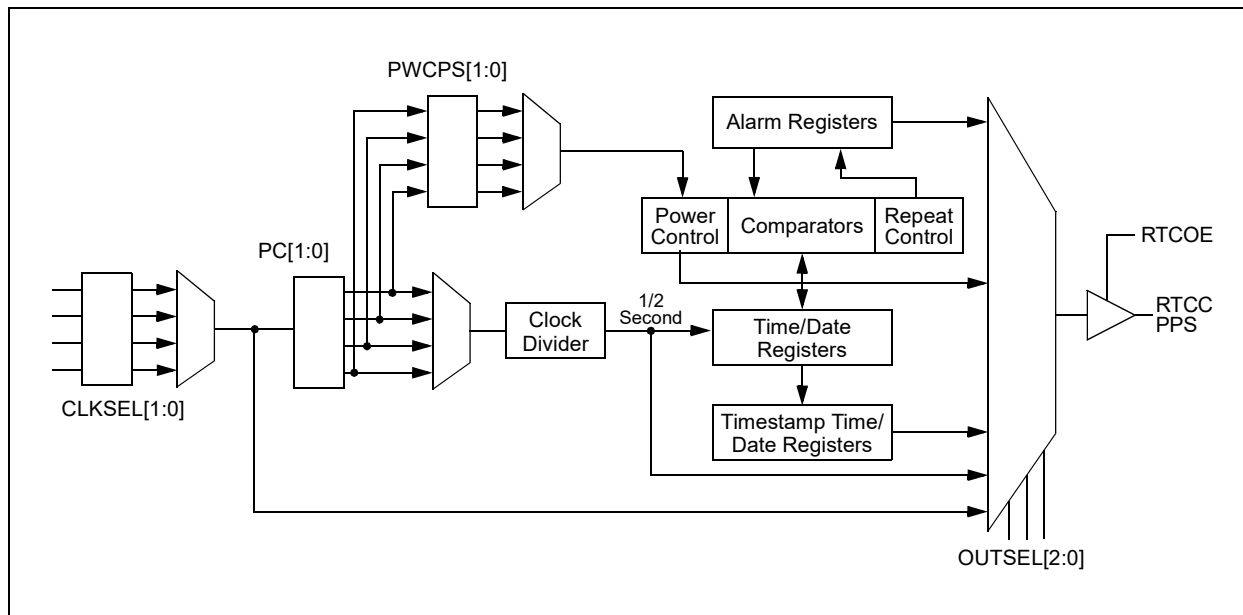 PWCPS[1:0]
Alarm Registers
Power
Control
Comparators
Repeat
Control
RTCOE
PC[1:0]
1/2
Second
RTCC
PPS
Clock
Divider
Time/Date
Registers
CLKSEL[1:0]
Timestamp Time/
Date Registers
OUTSEL[2:0]